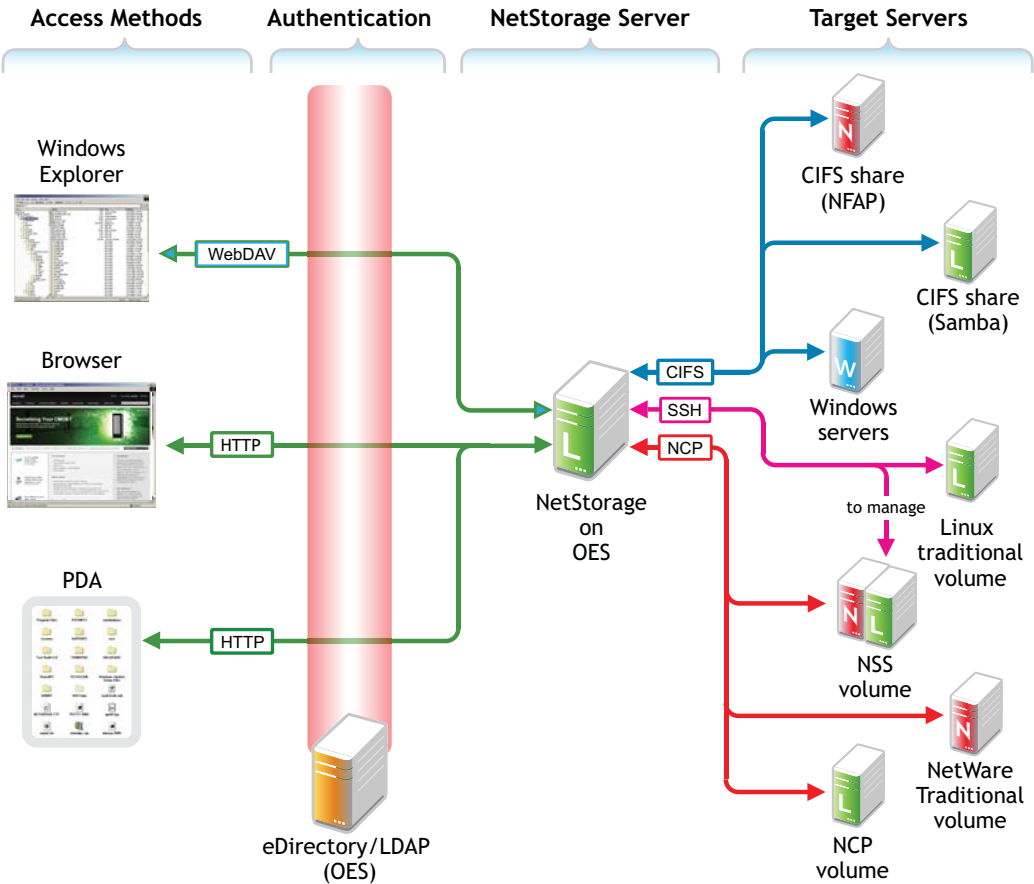 Access Methods
Authentication
NetStorage Server
Target Servers
Windows
Explorer
WebDAV
Browser
HTTP
PDA
HTTP
eDirectory/LDAP
(OES)
L
NetStorage
on
OES
CIFS
SSH
NCP
N
CIFS share
(NFAP)
L
CIFS share
(Samba)
W
Windows
servers
L
Linux
traditional
volume
to manage
N L
NSS
volume
N
NetWare
Traditional
volume
L
NCP
volume